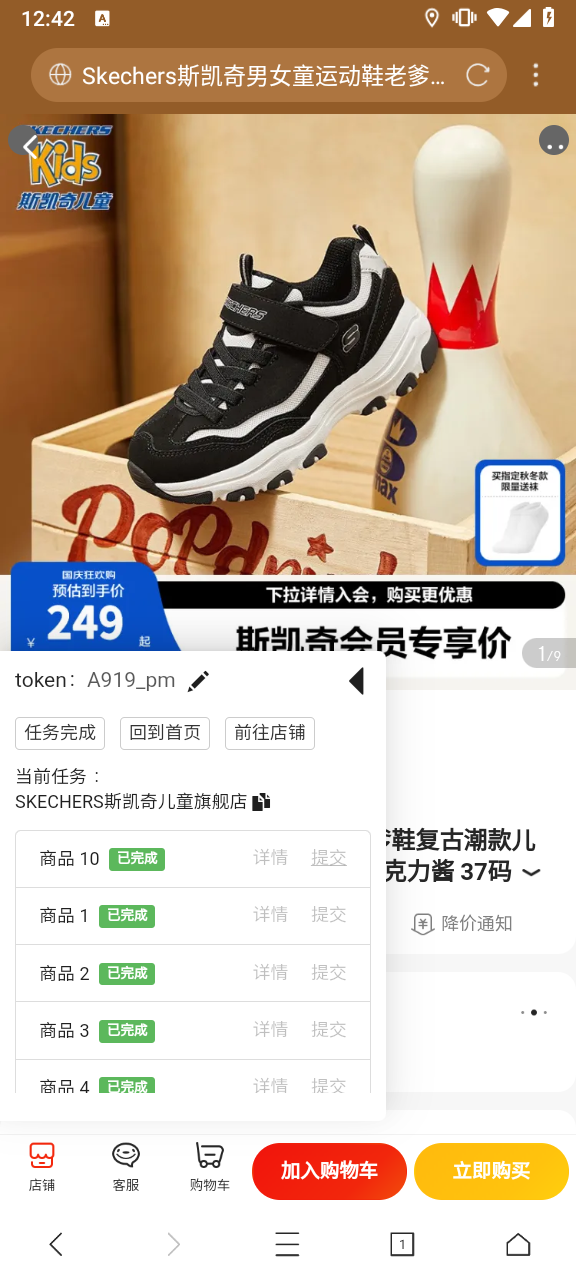 12:42
A
Skechers斯凯奇男女童运动鞋老爹...
SKECHERS
Kids
斯凯奇儿童
SKECHERS
S
max
买指定秋冬款
限量送袜
国庆狂欢购
预估到手价
¥ 249 起
下拉详情入会，购买更优惠
斯凯奇会员专享价
1/9
token: A919_pm
任务完成 回到首页 前往店铺
当前任务：
SKECHERS斯凯奇儿童旗舰店
商品 10 已完成 详情 提交
商品 1 已完成 详情 提交
商品 2 已完成 详情 提交
商品 3 已完成 详情 提交
商品 4 已完成 详情 提交
鞋复古潮款儿
克力酱 37码
降价通知
店铺 客服 购物车 加入购物车 立即购买
1